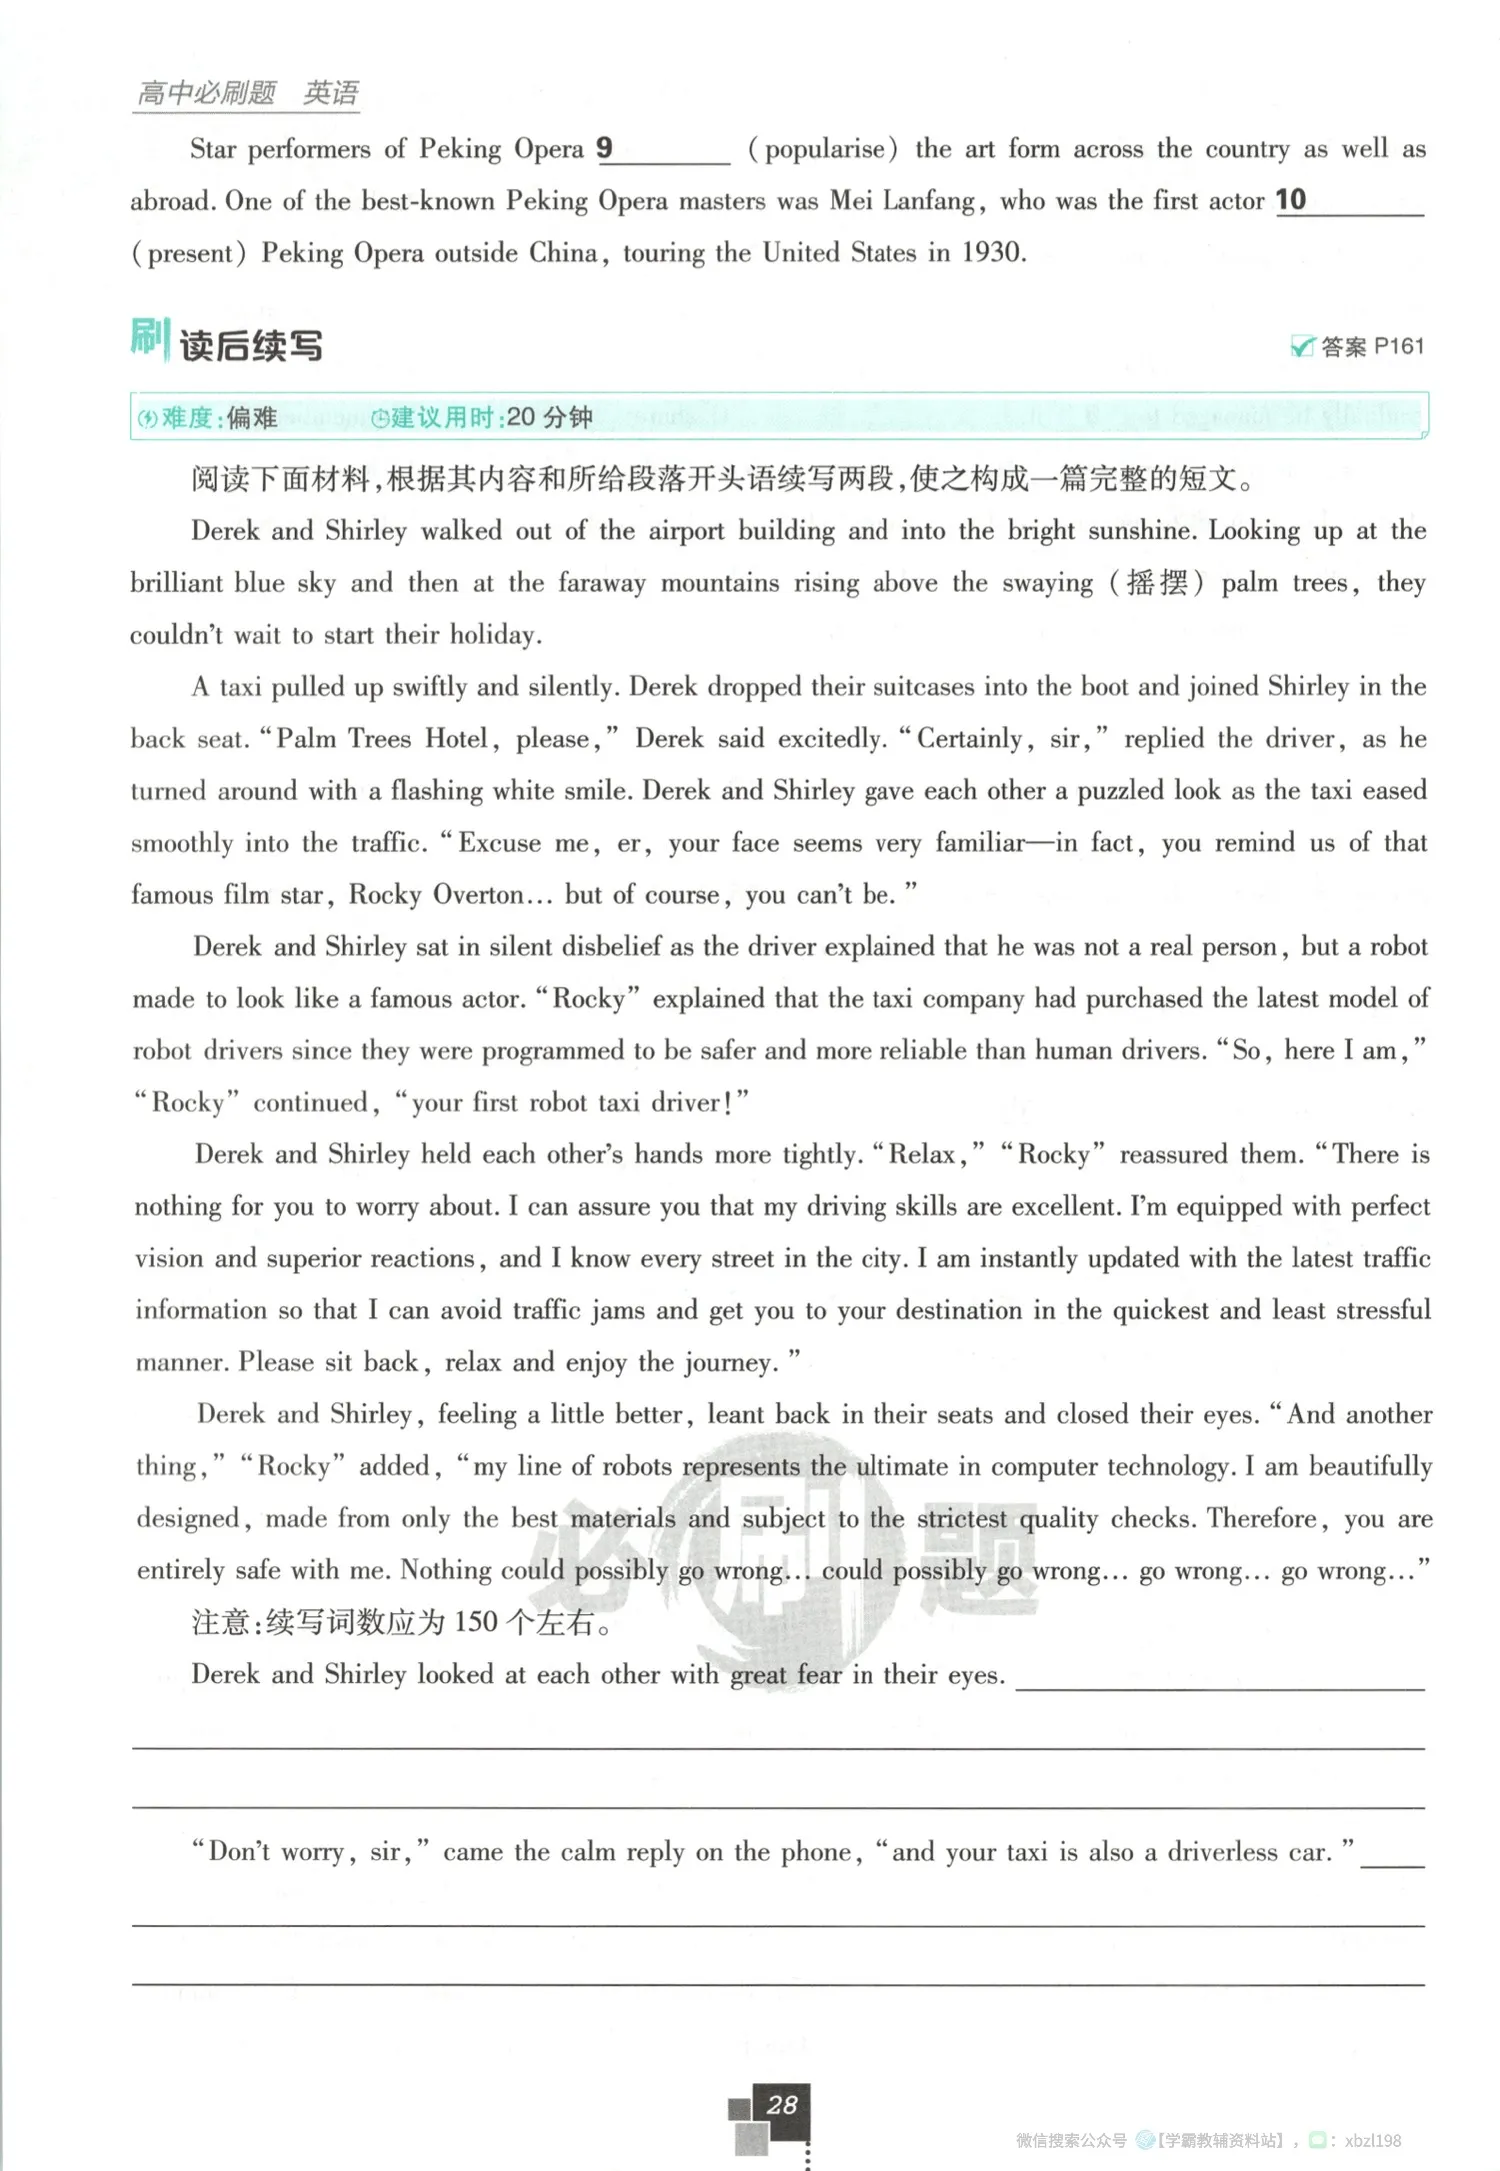 高中必刷题 英语
Star performers of Peking Opera 9 ________ (popularise) the art form across the country as well as
abroad. One of the best-known Peking Opera masters was Mei Lanfang, who was the first actor 10 ________
(present) Peking Opera outside China, touring the United States in 1930.
刷 读后续写
答案 P161
难度:偏难 建议用时:20 分钟
阅读下面材料,根据其内容和所给段落开头语续写两段,使之构成一篇完整的短文。
Derek and Shirley walked out of the airport building and into the bright sunshine. Looking up at the
brilliant blue sky and then at the faraway mountains rising above the swaying (摇摆) palm trees, they
couldn't wait to start their holiday.
A taxi pulled up swiftly and silently. Derek dropped their suitcases into the boot and joined Shirley in the
back seat. “Palm Trees Hotel, please,” Derek said excitedly. “Certainly, sir,” replied the driver, as he
turned around with a flashing white smile. Derek and Shirley gave each other a puzzled look as the taxi eased
smoothly into the traffic. “Excuse me, er, your face seems very familiar—in fact, you remind us of that
famous film star, Rocky Overton... but of course, you can't be.”
Derek and Shirley sat in silent disbelief as the driver explained that he was not a real person, but a robot
made to look like a famous actor. “Rocky” explained that the taxi company had purchased the latest model of
robot drivers since they were programmed to be safer and more reliable than human drivers. “So, here I am,”
“Rocky” continued, “your first robot taxi driver!”
Derek and Shirley held each other's hands more tightly. “Relax,” “Rocky” reassured them. “There is
nothing for you to worry about. I can assure you that my driving skills are excellent. I'm equipped with perfect
vision and superior reactions, and I know every street in the city. I am instantly updated with the latest traffic
information so that I can avoid traffic jams and get you to your destination in the quickest and least stressful
manner. Please sit back, relax and enjoy the journey.”
Derek and Shirley, feeling a little better, leant back in their seats and closed their eyes. “And another
thing,” “Rocky” added, “my line of robots represents the ultimate in computer technology. I am beautifully
designed, made from only the best materials and subject to the strictest quality checks. Therefore, you are
entirely safe with me. Nothing could possibly go wrong... could possibly go wrong... go wrong... go wrong...”
必刷题
注意:续写词数应为 150 个左右。
Derek and Shirley looked at each other with great fear in their eyes.
“Don't worry, sir,” came the calm reply on the phone, “and your taxi is also a driverless car.”
28
微信搜索公众号 【学霸教辅资料站】, : xbzl198